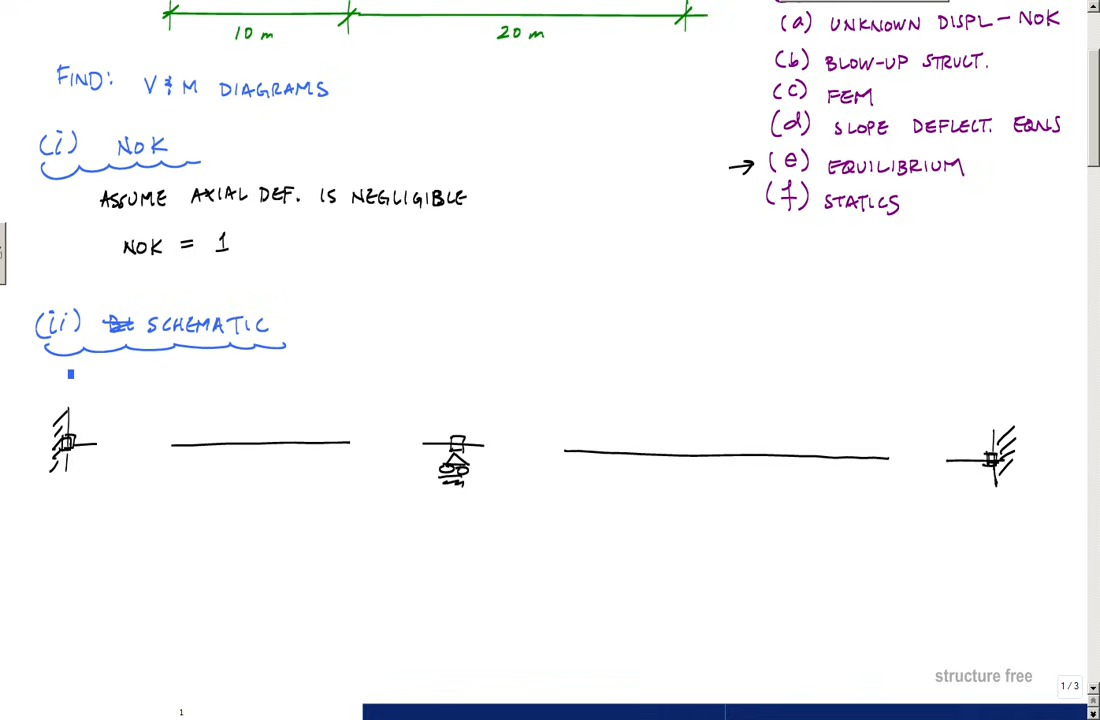 10 m
20 m
(a) UNKNOWN DISPL - NOK
FIND: V & M DIAGRAMS
(b) BLOW-UP STRUCT.
(c) FEM
(d) SLOPE DEFLECT. EQNS
(i) NOK
→ (e) EQUILIBRIUM
ASSUME AXIAL DEF. IS NEGLIGIBLE
(f) STATICS
NOK = 1
(ii) SCHEMATIC
structure free
1 / 3
1